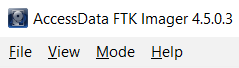 AccessData FTK Imager 4.5.0.3
File View Mode Help